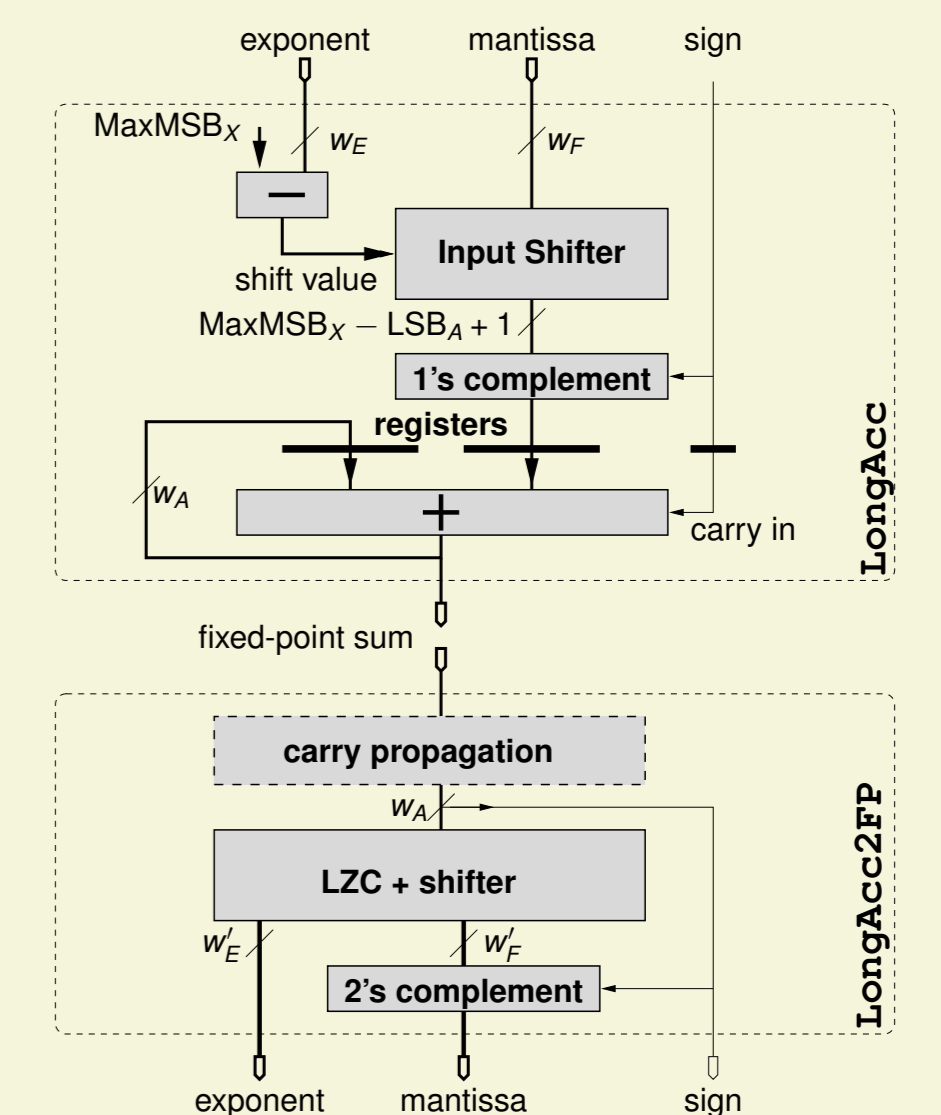 exponent mantissa sign
MaxMSB_X w_E w_F
−
Input Shifter
shift value
MaxMSB_X − LSB_A + 1
1's complement
registers
w_A
+
carry in
LongAcc
fixed-point sum
carry propagation
w_A
LZC + shifter
w'_E w'_F
2's complement
LongAcc2FP
exponent mantissa sign